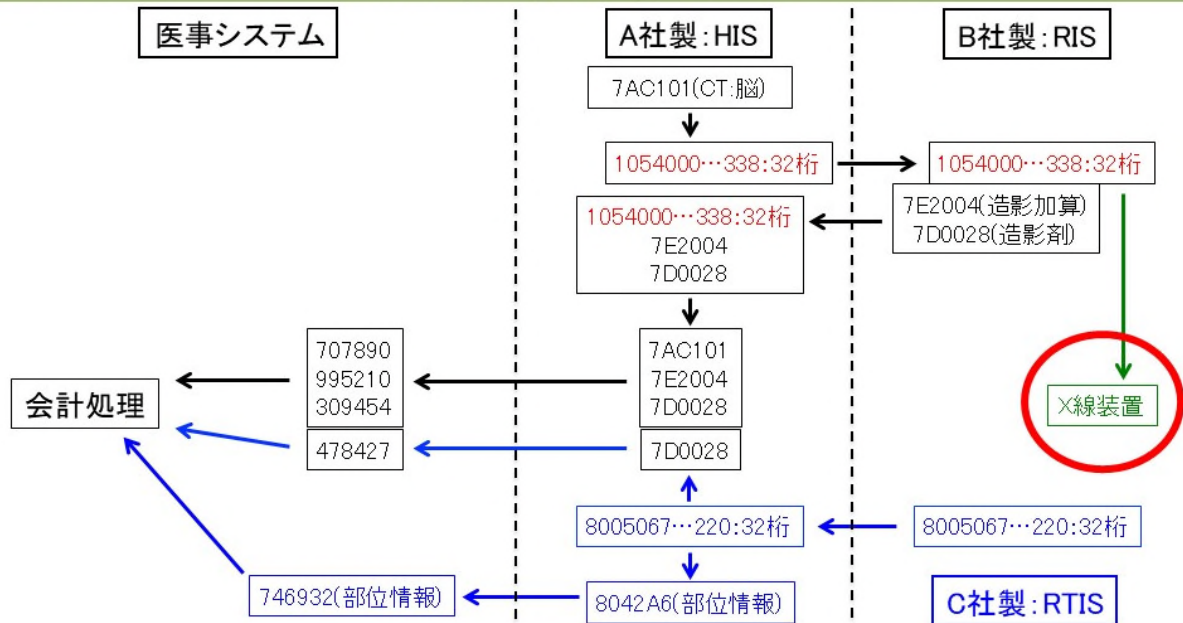 医事システム
A社製:HIS
B社製:RIS
7AC101(CT:脳)
1054000…338:32桁
1054000…338:32桁
7E2004(造影加算)
7D0028(造影剤)
1054000…338:32桁
7E2004
7D0028
707890
995210
309454
7AC101
7E2004
7D0028
会計処理
X線装置
478427
7D0028
8005067…220:32桁
8005067…220:32桁
746932(部位情報)
8042A6(部位情報)
C社製:RTIS